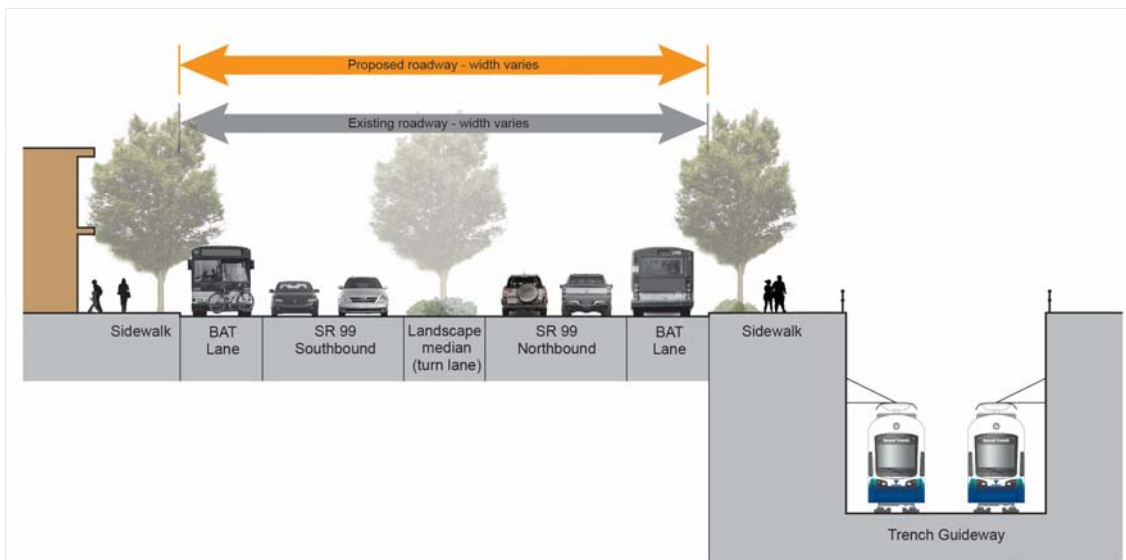 Proposed roadway - width varies
Existing roadway - width varies
Sidewalk
BAT
Lane
SR 99
Southbound
Landscape
median
(turn lane)
SR 99
Northbound
BAT
Lane
Sidewalk
Trench Guideway